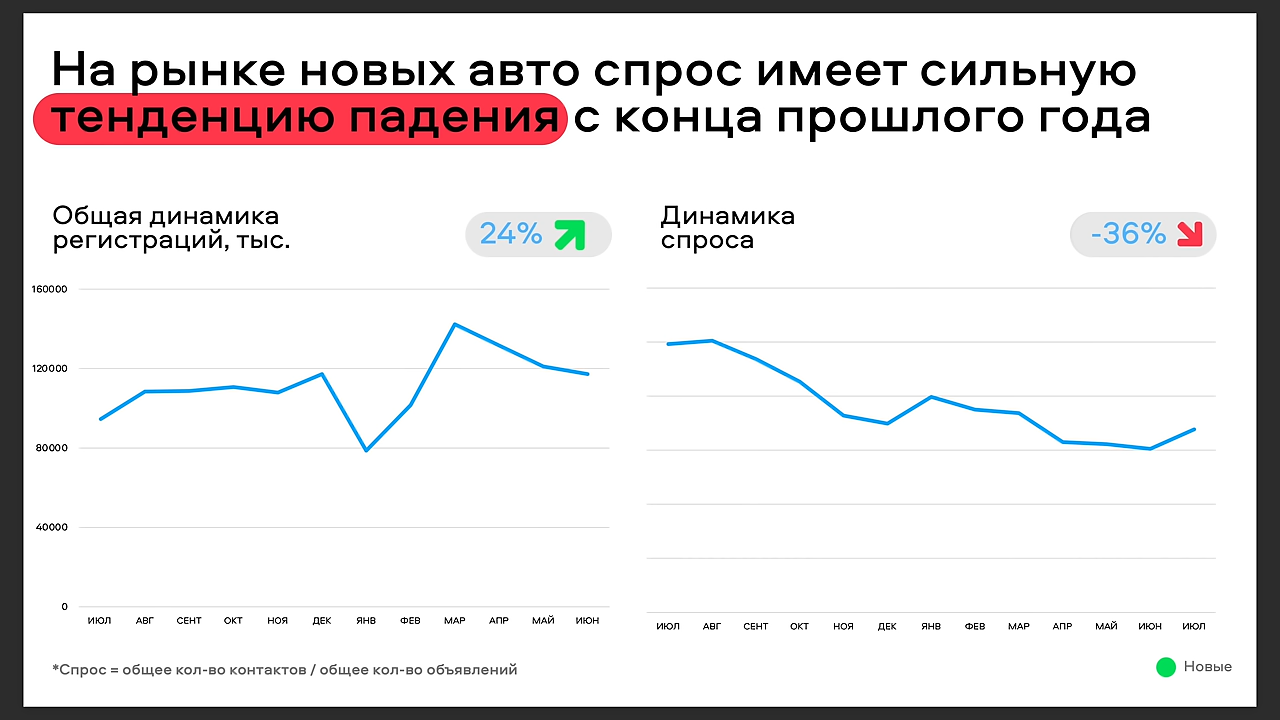 На рынке новых авто спрос имеет сильную
тенденцию падения с конца прошлого года
Общая динамика
регистраций, тыс.
24%
160000
120000
80000
40000
0
ИЮЛ АВГ СЕНТ ОКТ НОЯ ДЕК ЯНВ ФЕВ МАР АПР МАЙ ИЮН
Динамика
спроса
-36%
ИЮЛ АВГ СЕНТ ОКТ НОЯ ДЕК ЯНВ ФЕВ МАР АПР МАЙ ИЮН ИЮЛ
*Спрос = общее кол-во контактов / общее кол-во объявлений
Новые